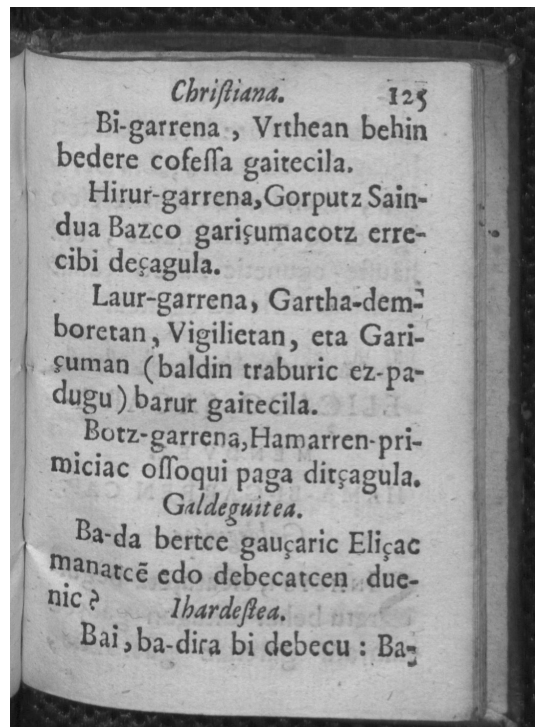 Chriſtiana. 125
Bi-garrena, Vrthean behin
bedere cofeſſa gaitecila.
Hirur-garrena, Gorputz Sain-
dua Bazco gariçumacotz erre-
cibi deçagula.
Laur-garrena, Gartha-dem-
boretan, Vigilietan, eta Gari-
çuman (baldin traburic ez-pa-
dugu) barur gaitecila.
Botz-garrena, Hamarren-pri-
miciac oſſoqui paga ditçagula.
Galdeguitea.
Ba-da bertce gauçaric Eliçac
manatcẽ edo debecatcen due-
nic? Ihardeſtea.
Bai, ba-dira bi debecu: Ba-